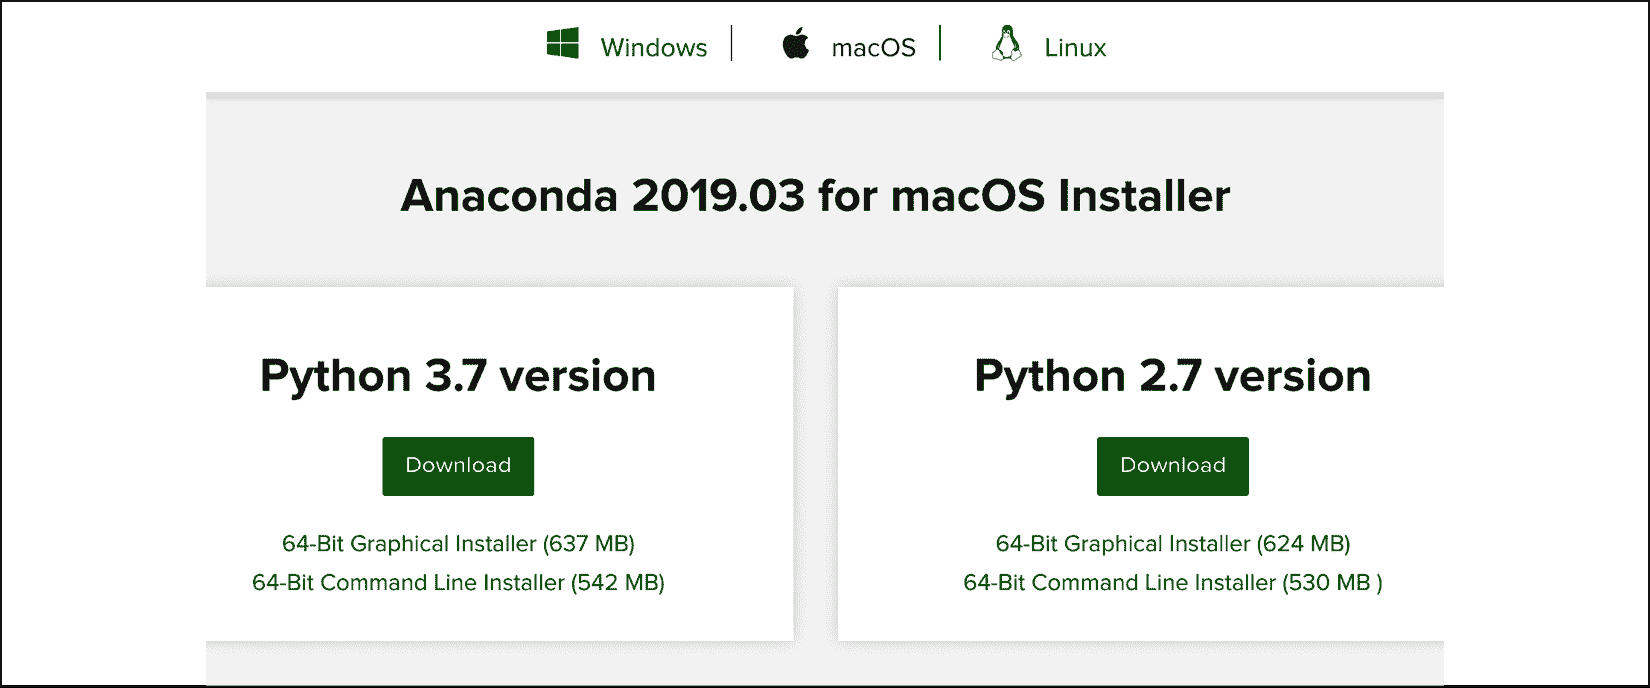 Windows | macOS | Linux
Anaconda 2019.03 for macOS Installer
Python 3.7 version
Download
64-Bit Graphical Installer (637 MB)
64-Bit Command Line Installer (542 MB)
Python 2.7 version
Download
64-Bit Graphical Installer (624 MB)
64-Bit Command Line Installer (530 MB )